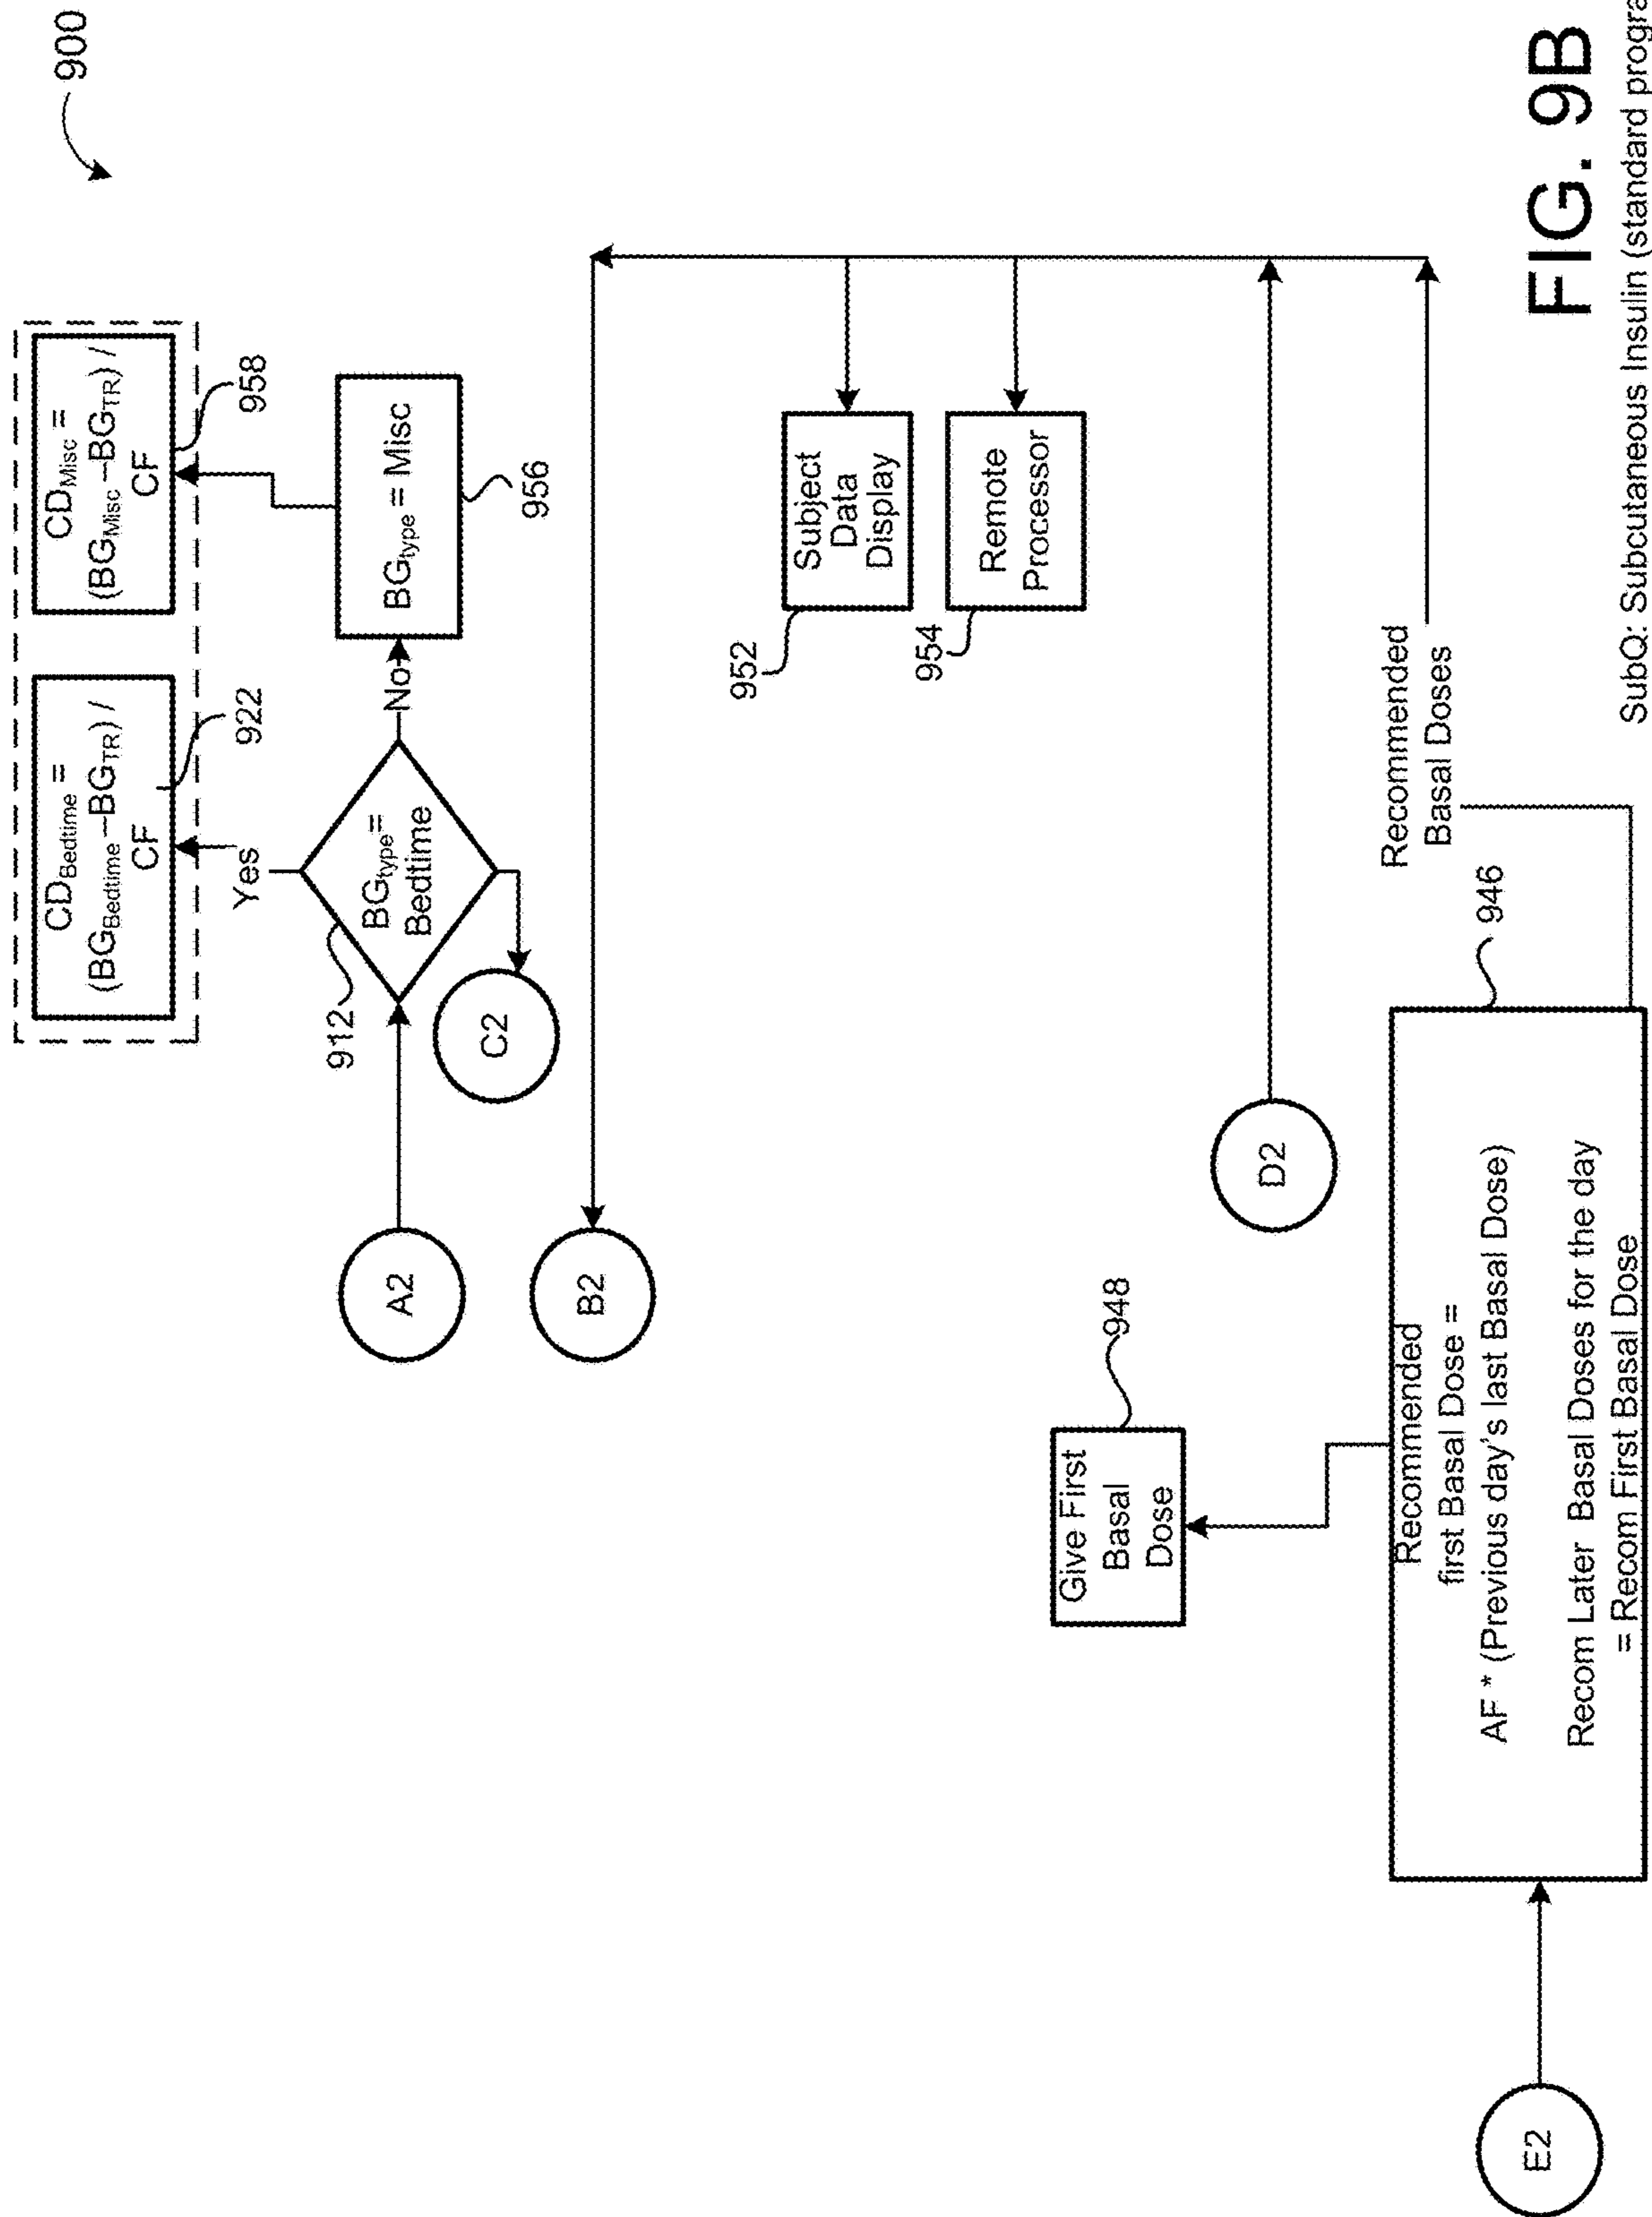 900
CD_Bedtime =
(BG_Bedtime–BG_TR) /
CF
922
CD_Misc =
(BG_Misc–BG_TR) /
CF
958
Yes
912
BG_type=
Bedtime
No
BG_type = Misc
956
A2
C2
B2
952
Subject
Data
Display
954
Remote
Processor
948
Give First
Basal
Dose
D2
Recommended
Basal Doses
946
Recommended
first Basal Dose =
AF * (Previous day's last Basal Dose)
Recom Later Basal Doses for the day
= Recom First Basal Dose
E2
FIG. 9B
SubQ: Subcutaneous Insulin (standard progra